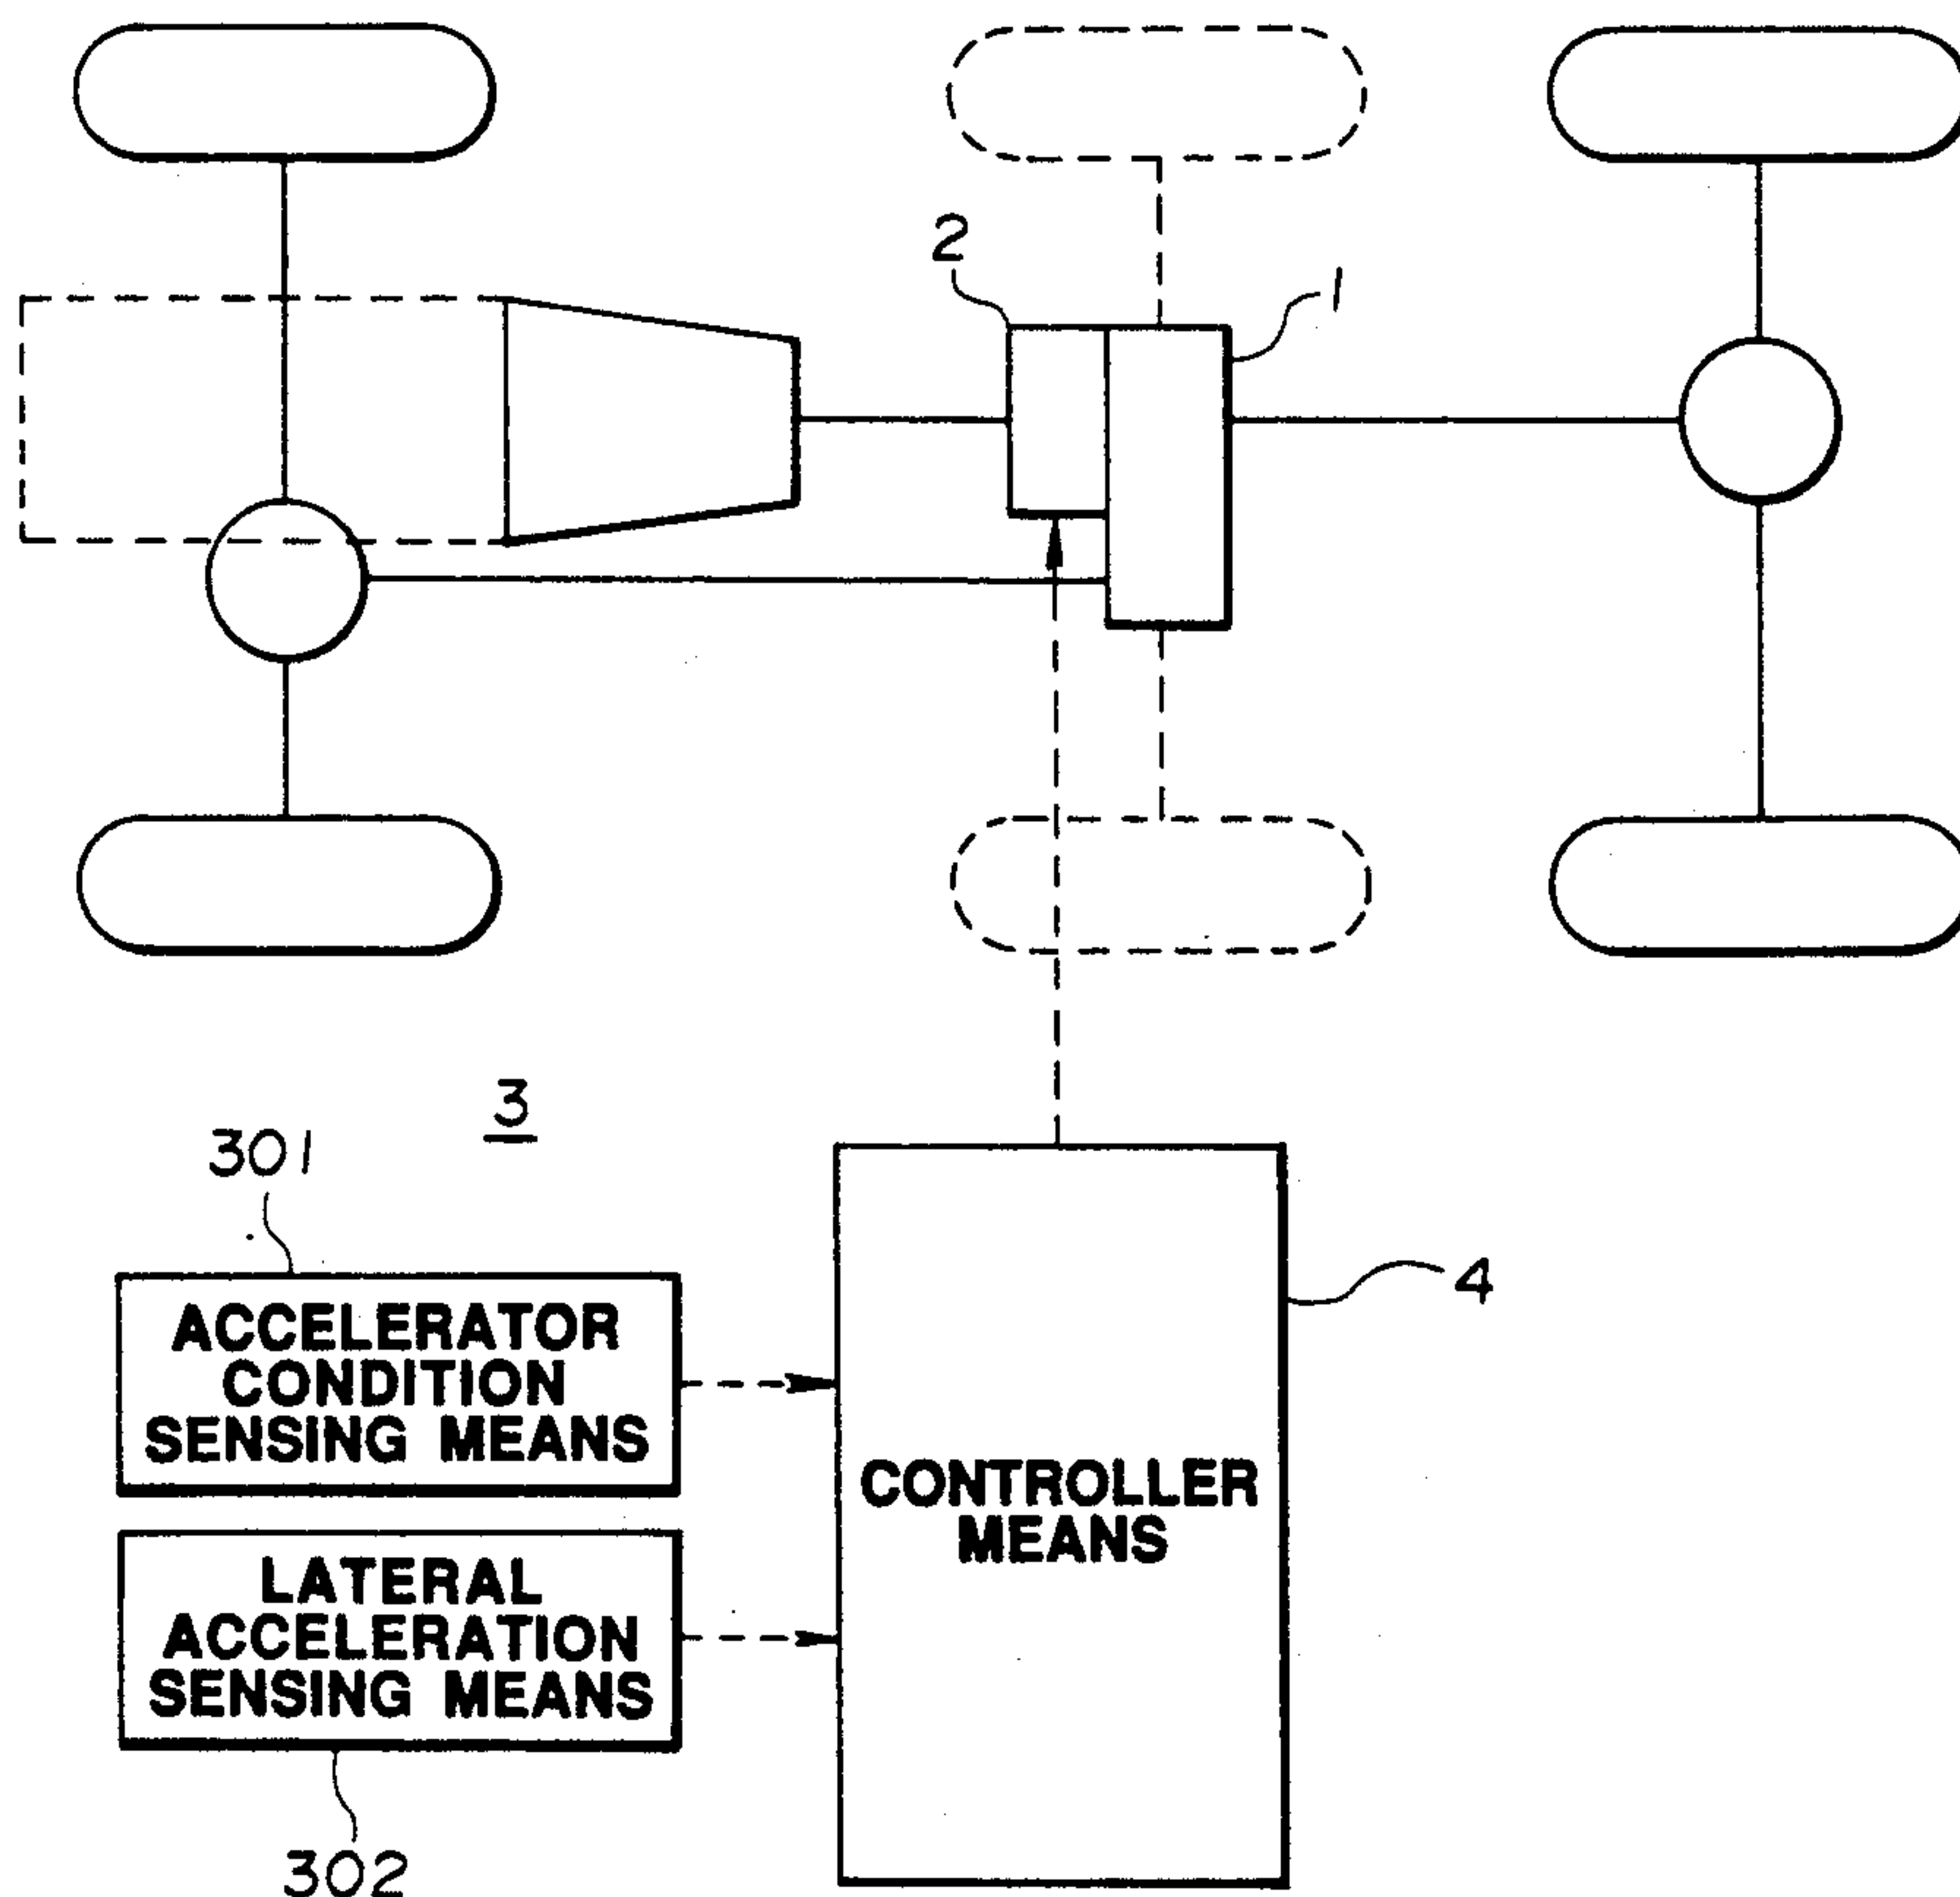 2
1
3
301
4
ACCELERATOR
CONDITION
SENSING MEANS
CONTROLLER
MEANS
LATERAL
ACCELERATION
SENSING MEANS
302